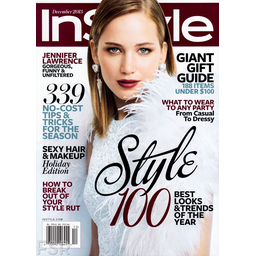 December 2013
InStyle
JENNIFER
LAWRENCE
GORGEOUS,
FUNNY &
UNFILTERED
339
NO-COST
TIPS &
TRICKS
FOR THE
SEASON
SEXY HAIR
& MAKEUP
Holiday
Edition
HOW TO
BREAK OUT
OF YOUR
STYLE RUT
GIANT
GIFT
GUIDE
188 ITEMS
UNDER $100
WHAT TO WEAR
TO ANY PARTY
From Casual
To Dressy
Style
100
BEST
LOOKS &
TRENDS
OF THE
YEAR